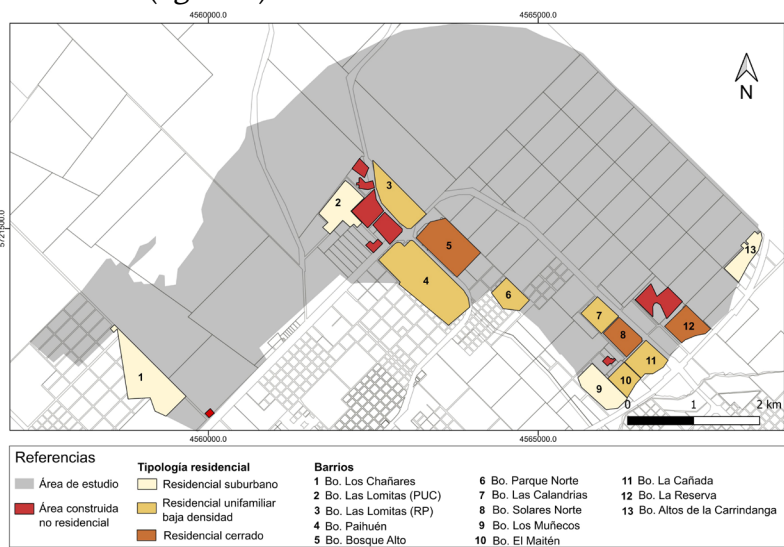 4560000.0
4565000.0
N
5721500.0
1
2
3
4
5
6
7
8
9
10
11
12
13
0
1
2 km
4560000.0
4565000.0
Referencias
Área de estudio
Área construida
no residencial
Tipología residencial
Residencial suburbano
Residencial unifamiliar
baja densidad
Residencial cerrado
Barrios
1 Bo. Los Chañares
2 Bo. Las Lomitas (PUC)
3 Bo. Las Lomitas (RP)
4 Bo. Paihuén
5 Bo. Bosque Alto
6 Bo. Parque Norte
7 Bo. Las Calandrias
8 Bo. Solares Norte
9 Bo. Los Muñecos
10 Bo. El Maitén
11 Bo. La Cañada
12 Bo. La Reserva
13 Bo. Altos de la Carrindanga